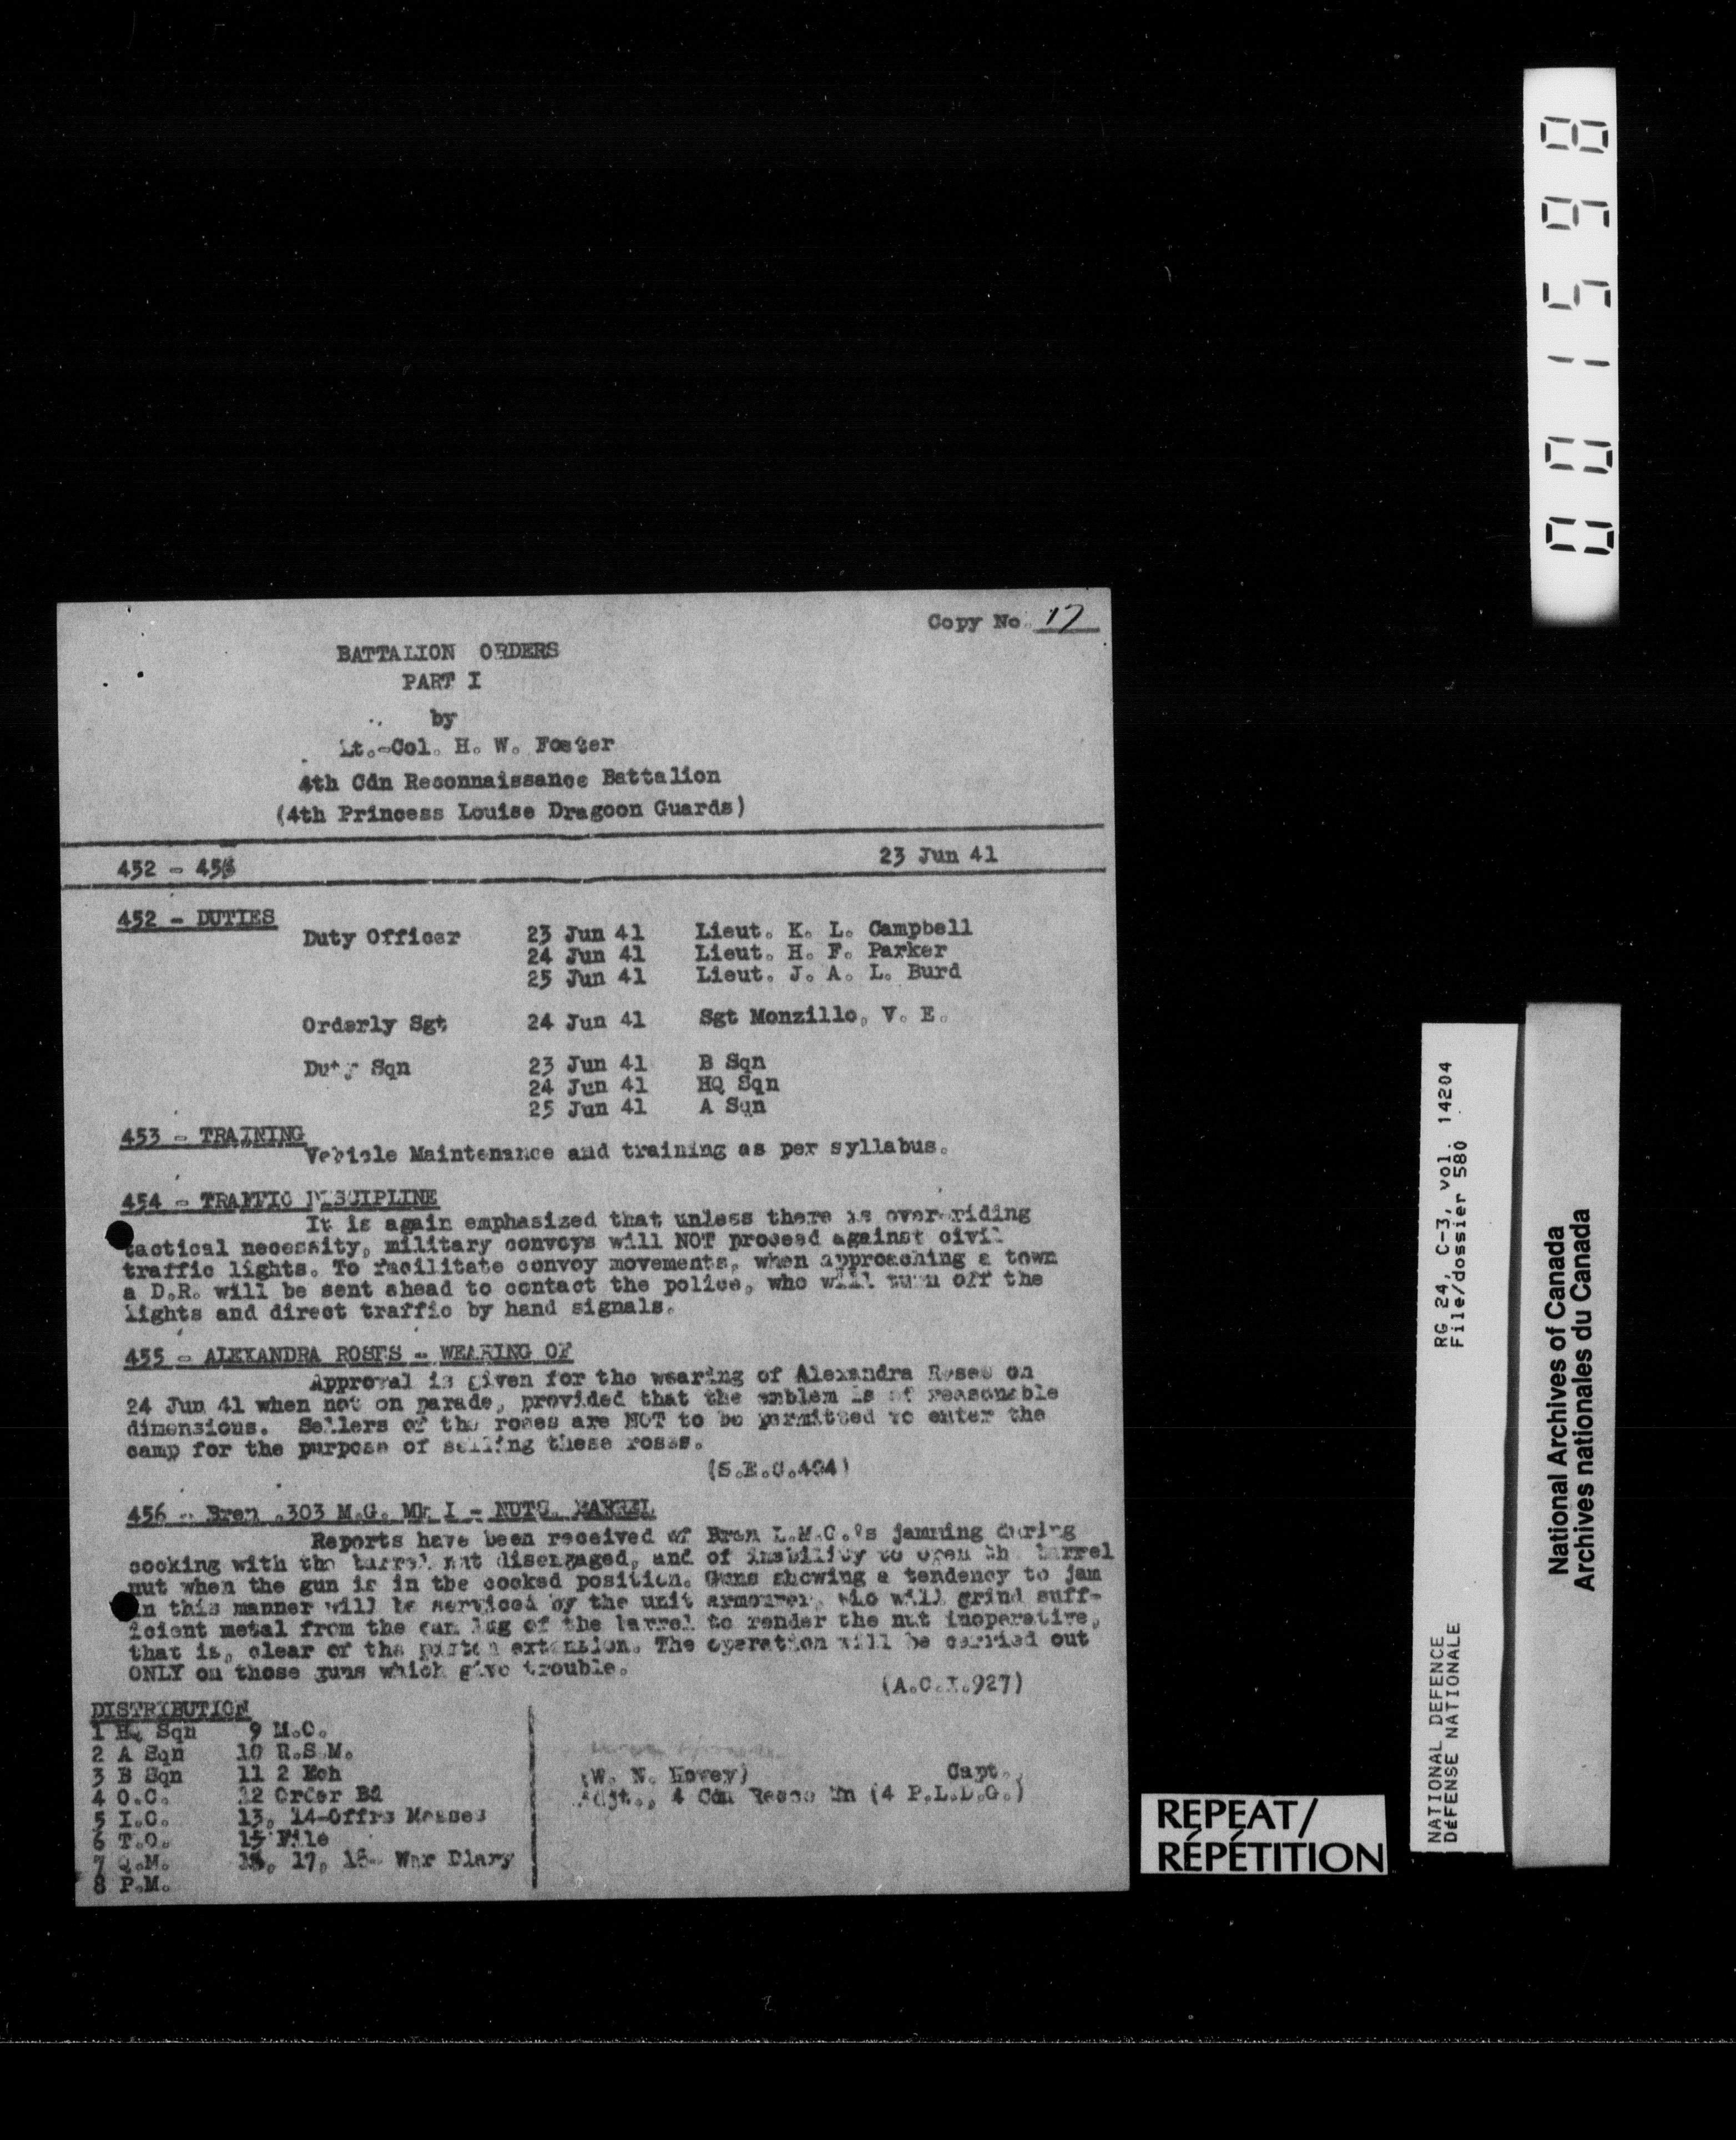 Copy No. 17
BATTALION ORDERS
PART I
by
Lt.-Col. H. W. Foster
4th Cdn Reconnaissance Battalion
(4th Princess Louise Dragoon Guards)
452 - 456
23 Jun 41
452 - DUTIES
Duty Officer 23 Jun 41 Lieut. K. L. Campbell
24 Jun 41 Lieut. H. F. Parker
25 Jun 41 Lieut. J. A. L. Burd
Orderly Sgt 24 Jun 41 Sgt Monzillo, V. E.
Duty Sqn 23 Jun 41 B Sqn
24 Jun 41 HQ Sqn
25 Jun 41 A Sqn
453 - TRAINING
Vehicle Maintenance and training as per syllabus.
454 - TRAFFIC DISCIPLINE
It is again emphasized that unless there is over-riding
tactical necessity, military convoys will NOT proceed against civil
traffic lights. To facilitate convoy movements, when approaching a town
a D.R. will be sent ahead to contact the police, who will turn off the
lights and direct traffic by hand signals.
455 - ALEXANDRA ROSES - WEARING OF
Approval is given for the wearing of Alexandra Roses on
24 Jun 41 when not on parade, provided that the emblem is of reasonable
dimensions. Sellers of the roses are NOT to be permitted to enter the
camp for the purpose of selling these roses.
(S.E.C.404)
456 - Bren .303 M.G. Mk I - NUTS, BARREL
Reports have been received of Bren L.M.G.'s jamming during
cocking with the barrel nut disengaged, and of inability to open the barrel
nut when the gun is in the cocked position. Guns showing a tendency to jam
in this manner will be serviced by the unit armourer, who will grind suff-
icient metal from the cam lug of the barrel to render the nut inoperative,
that is, clear of the piston extension. The operation will be carried out
ONLY on those guns which give trouble.
(A.C.I.927)
DISTRIBUTION
1 HQ Sqn 9 M.O.
2 A Sqn 10 R.S.M.
3 B Sqn 11 2 Ech
4 O.C. 12 Order Bd
5 I.O. 13, 14-Offrs Messes
6 T.O. 15 File
7 Q.M. 16, 17, 18- War Diary
8 P.M.
(W. N. Hovey) Capt.,
Adjt., 4 Cdn Recce Bn (4 P.L.D.G.)
REPEAT/
RÉPÉTITION
001598
RG 24, C-3, vol. 14204
File/dossier 580
NATIONAL DEFENCE
DÉFENSE NATIONALE
National Archives of Canada
Archives nationales du Canada